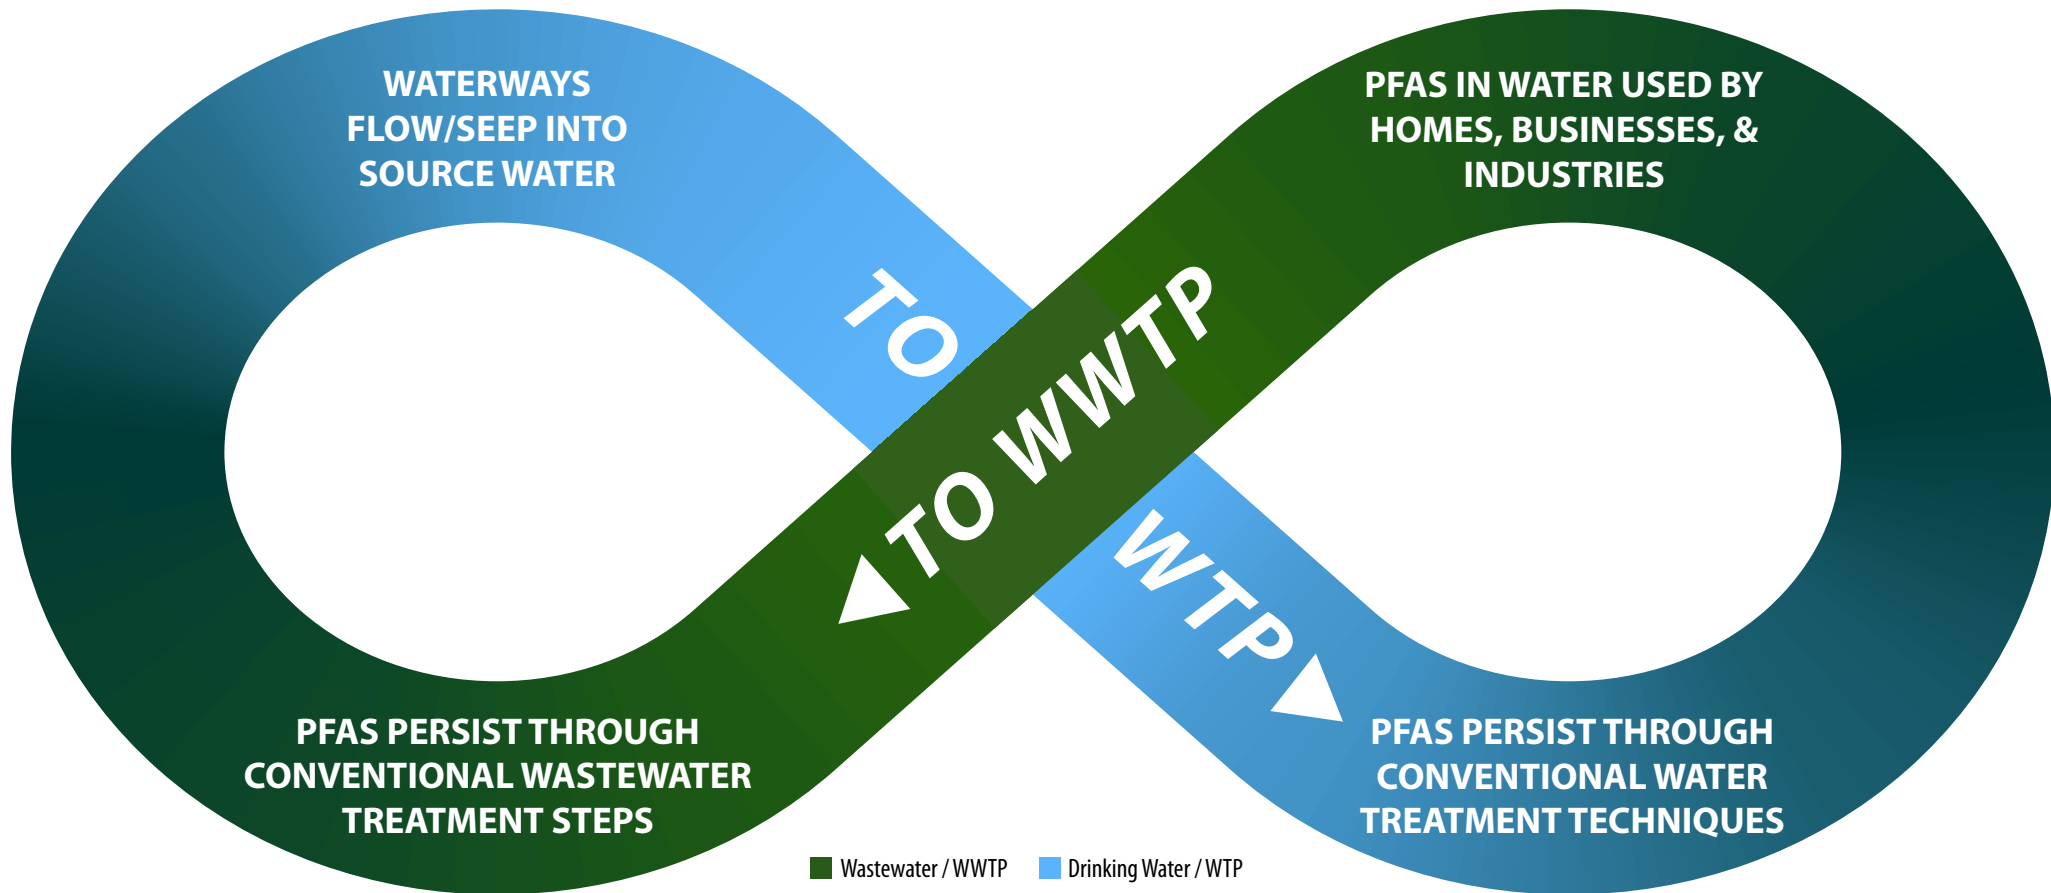 WATERWAYS
FLOW/SEEP INTO
SOURCE WATER
PFAS IN WATER USED BY
HOMES, BUSINESSES, &
INDUSTRIES
TO WTP
TO WWTP
PFAS PERSIST THROUGH
CONVENTIONAL WASTEWATER
TREATMENT STEPS
PFAS PERSIST THROUGH
CONVENTIONAL WATER
TREATMENT TECHNIQUES
Wastewater / WWTP
Drinking Water / WTP